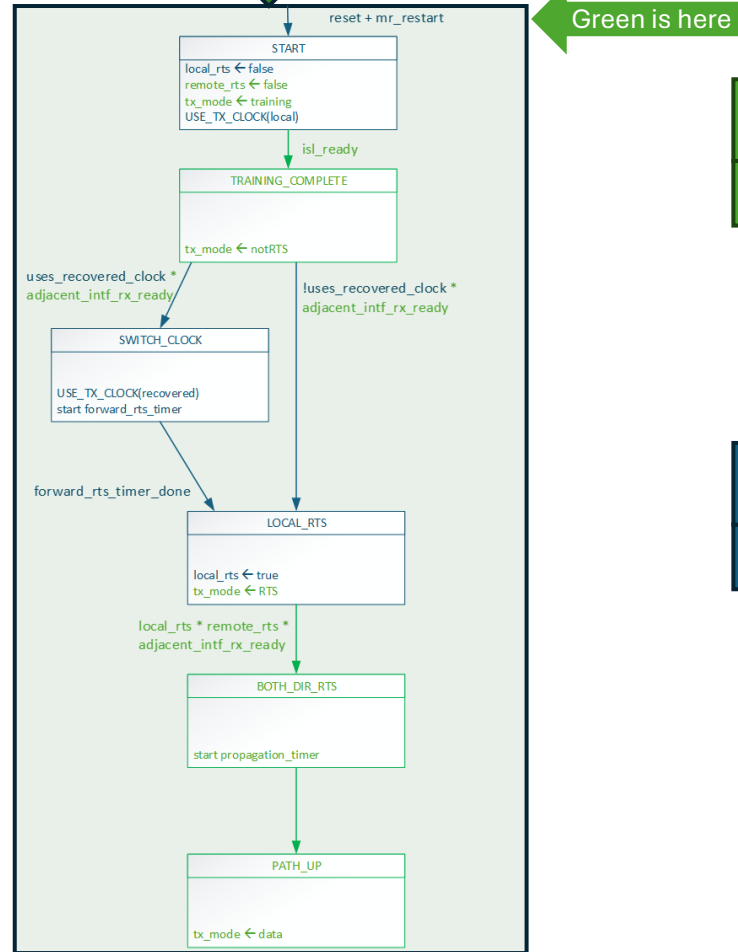 reset + mr_restart
Green is here
START
local_rts ← false
remote_rts ← false
tx_mode ← training
USE_TX_CLOCK(local)
isl_ready
TRAINING_COMPLETE
tx_mode ← notRTS
uses_recovered_clock *
adjacent_intf_rx_ready
!uses_recovered_clock *
adjacent_intf_rx_ready
SWITCH_CLOCK
USE_TX_CLOCK(recovered)
start forward_rts_timer
forward_rts_timer_done
LOCAL_RTS
local_rts ← true
tx_mode ← RTS
local_rts * remote_rts *
adjacent_intf_rx_ready
BOTH_DIR_RTS
start propagation_timer
PATH_UP
tx_mode ← data